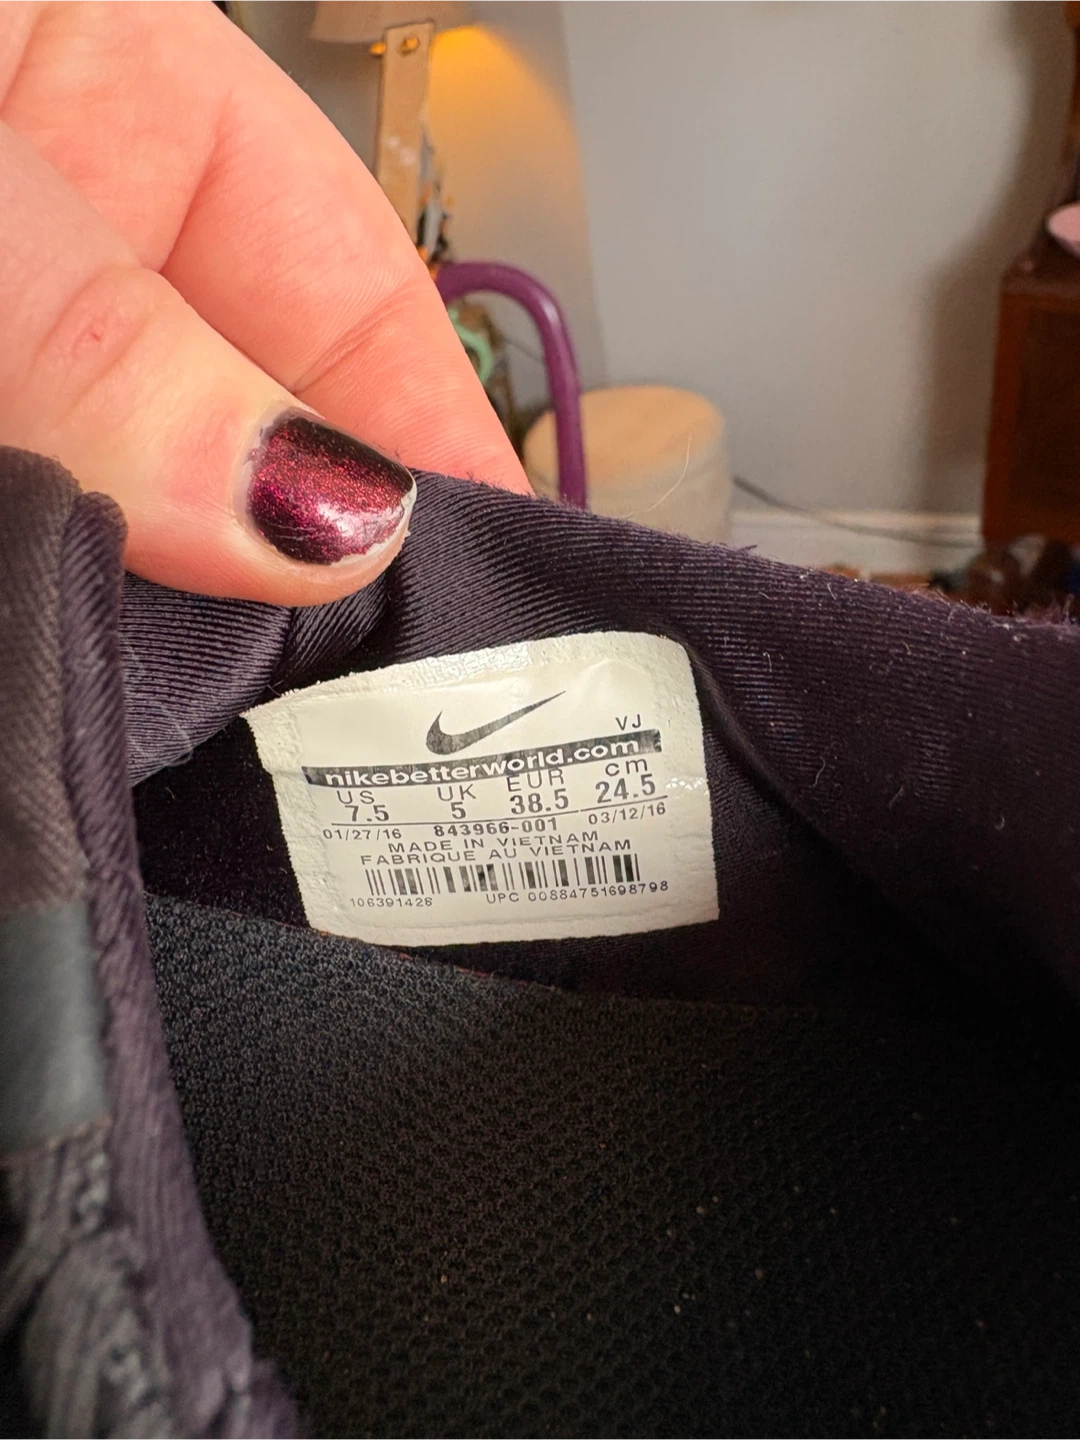 VJ
nikebetterworld.com
US UK EUR cm
7.5 5 38.5 24.5
01/27/16 843966-001 03/12/16
MADE IN VIETNAM
FABRIQUE AU VIETNAM
106391428 UPC 00884751698798